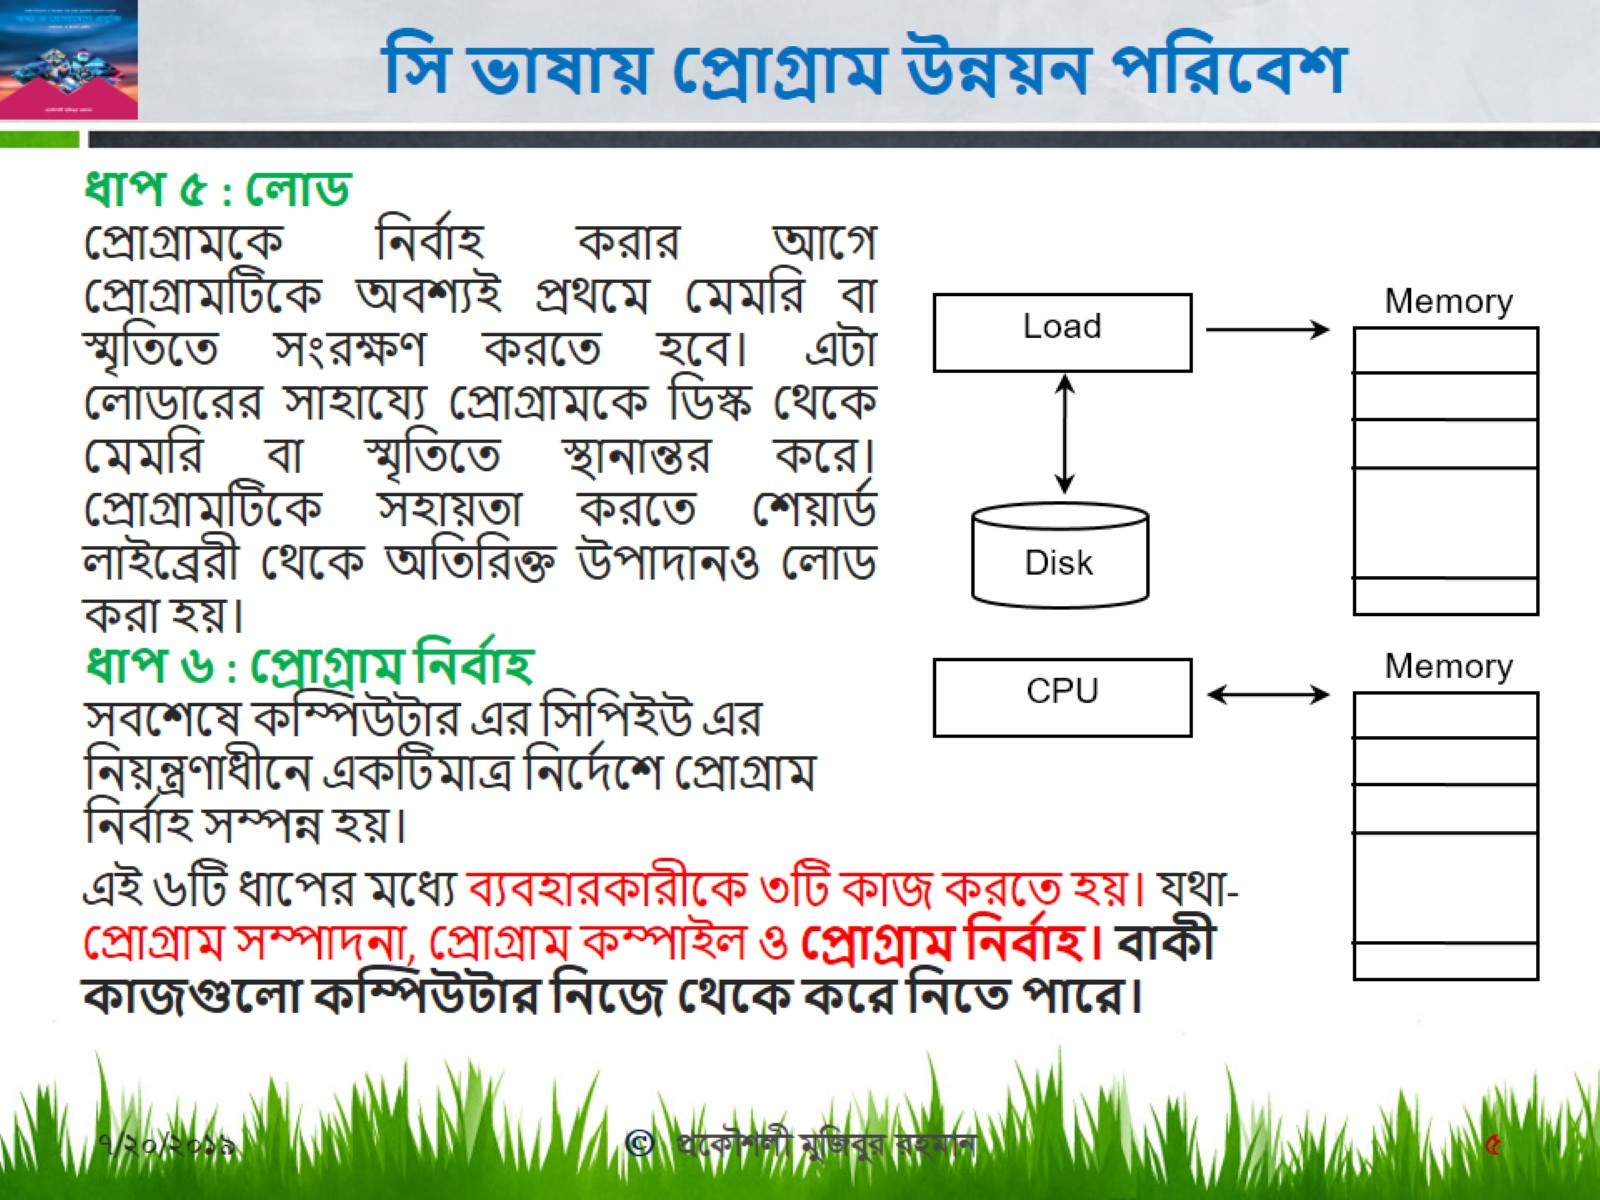 সি ভাষায় প্রোগ্রাম উন্নয়ন পরিবেশ
ধাপ ৫ : লোড
প্রোগ্রামকে নির্বাহ করার আগে
প্রোগ্রামটিকে অবশ্যই প্রথমে মেমরি বা
স্মৃতিতে সংরক্ষণ করতে হবে। এটা
লোডারের সাহায্যে প্রোগ্রামকে ডিস্ক থেকে
মেমরি বা স্মৃতিতে স্থানান্তর করে।
প্রোগ্রামটিকে সহায়তা করতে শেয়ার্ড
লাইব্রেরী থেকে অতিরিক্ত উপাদানও লোড
করা হয়।
Load
Memory
Disk
ধাপ ৬ : প্রোগ্রাম নির্বাহ
সবশেষে কম্পিউটার এর সিপিইউ এর
নিয়ন্ত্রণাধীনে একটিমাত্র নির্দেশে প্রোগ্রাম
নির্বাহ সম্পন্ন হয়।
CPU
Memory
এই ৬টি ধাপের মধ্যে ব্যবহারকারীকে ৩টি কাজ করতে হয়। যথা-
প্রোগ্রাম সম্পাদনা, প্রোগ্রাম কম্পাইল ও প্রোগ্রাম নির্বাহ। বাকী
কাজগুলো কম্পিউটার নিজে থেকে করে নিতে পারে।
৭/২০/২০১৯
© প্রকৌশলী মুজিবুর রহমান
৫